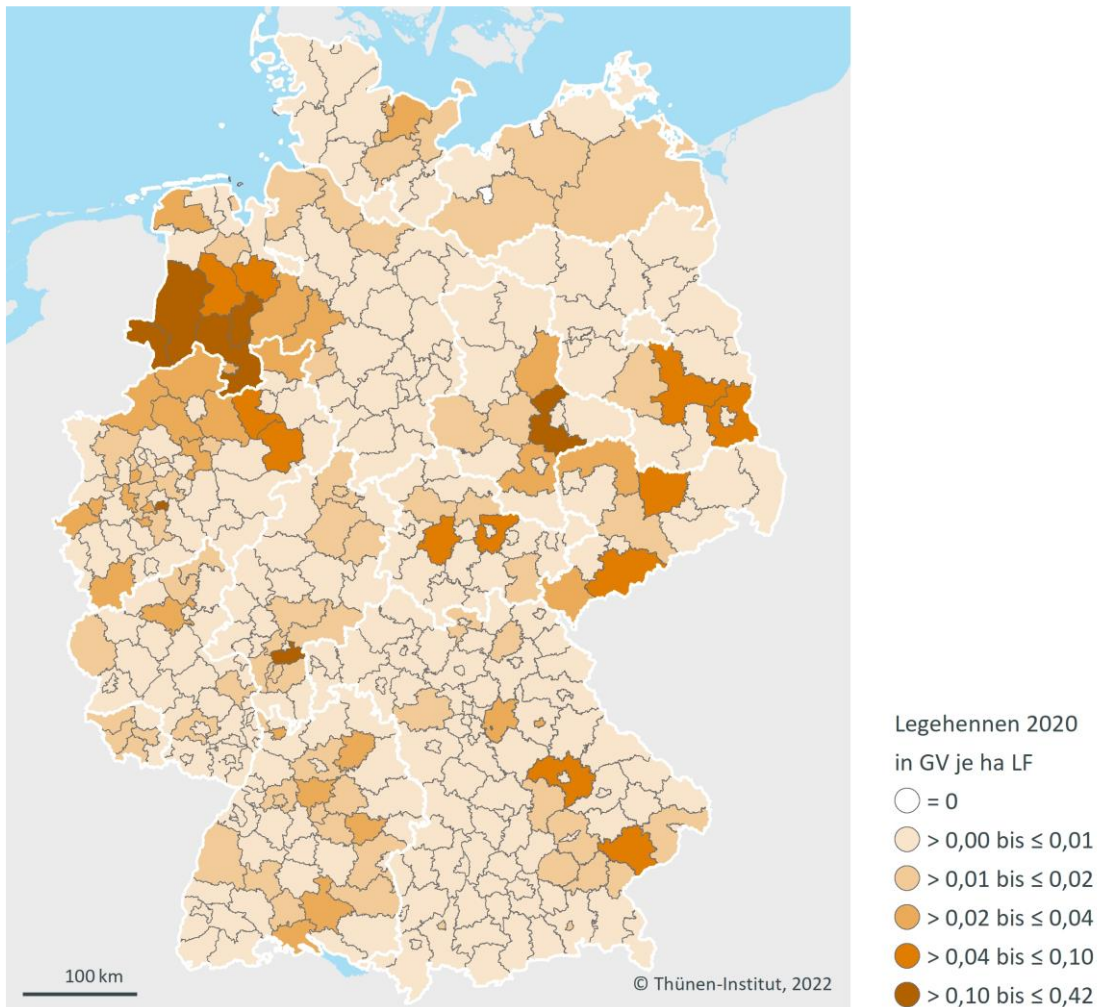 Legehennen 2020
in GV je ha LF
= 0
> 0,00 bis ≤ 0,01
> 0,01 bis ≤ 0,02
> 0,02 bis ≤ 0,04
> 0,04 bis ≤ 0,10
> 0,10 bis ≤ 0,42
100 km
© Thünen-Institut, 2022